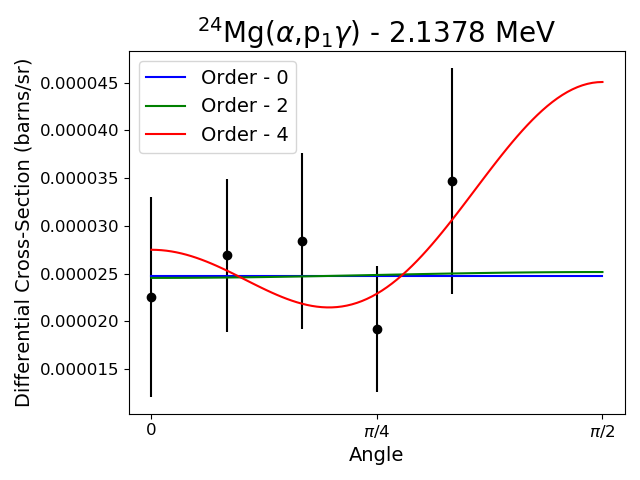 ²⁴Mg(α,p₁γ) - 2.1378 MeV
Order - 0
Order - 2
Order - 4
Differential Cross-Section (barns/sr)
0.000045
0.000040
0.000035
0.000030
0.000025
0.000020
0.000015
0
π/4
π/2
Angle